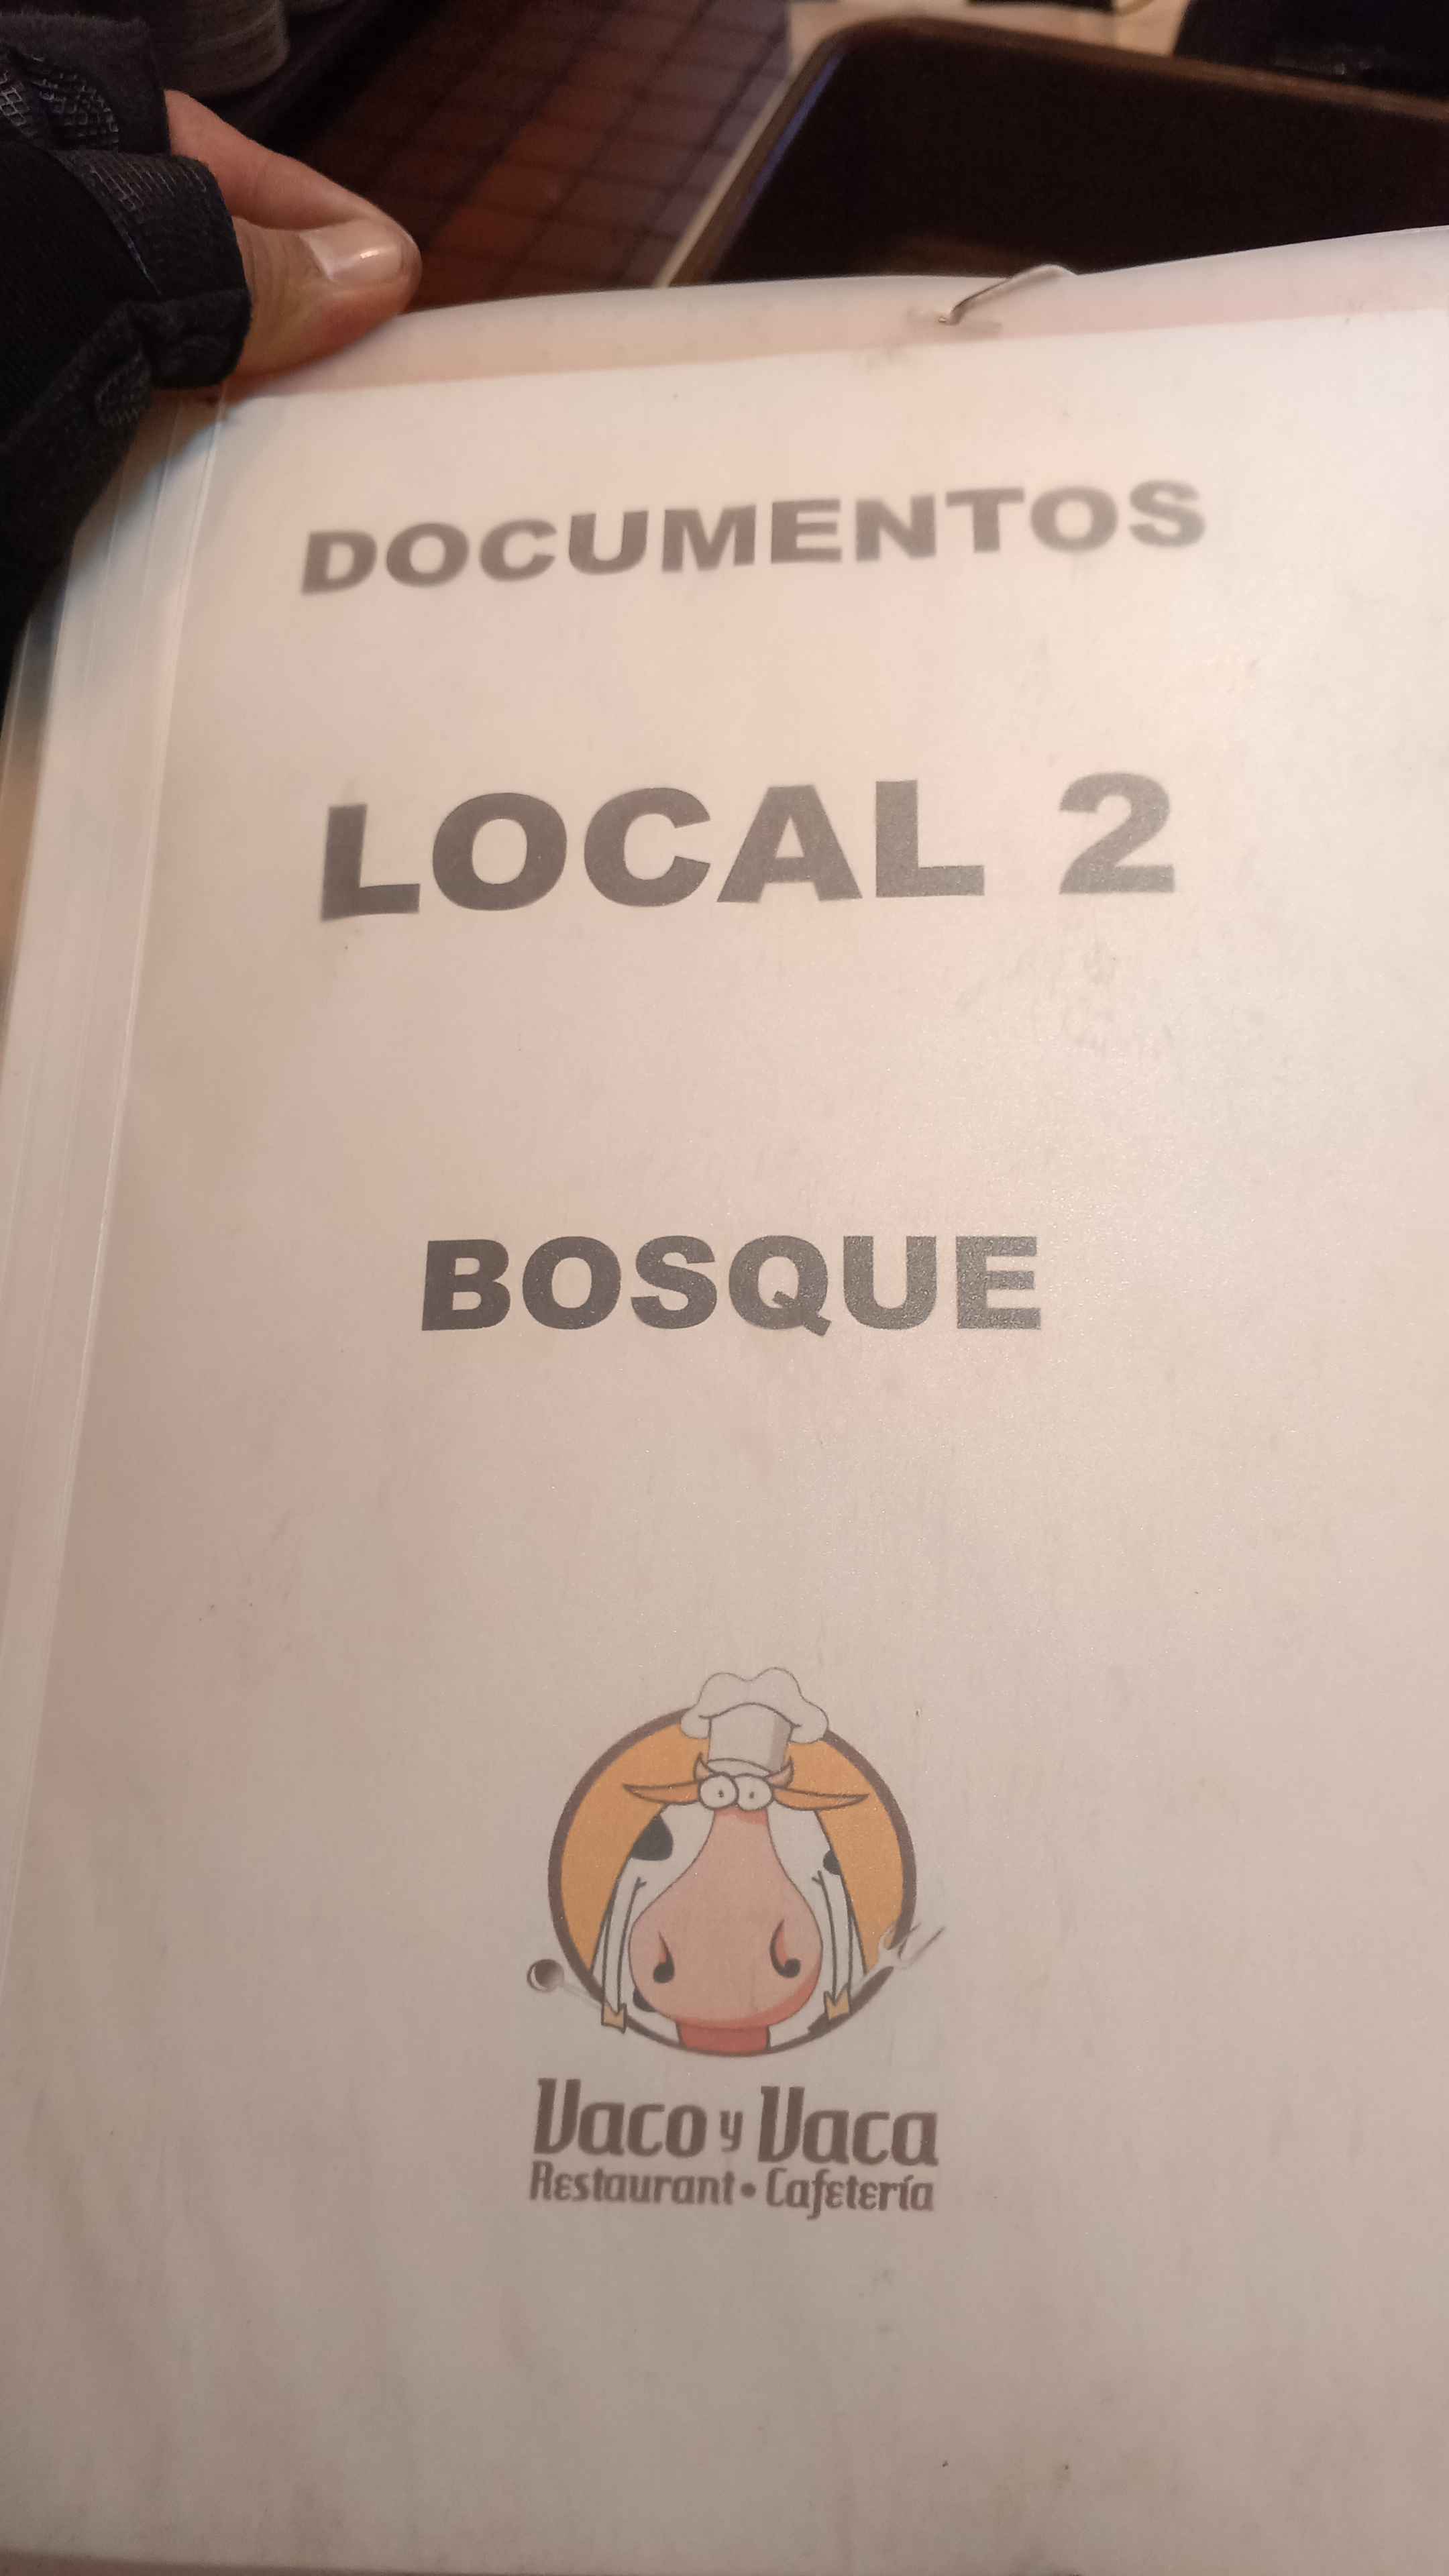 DOCUMENTOS
LOCAL 2
BOSQUE
Vaco y Vaca
Restaurant • Cafetería